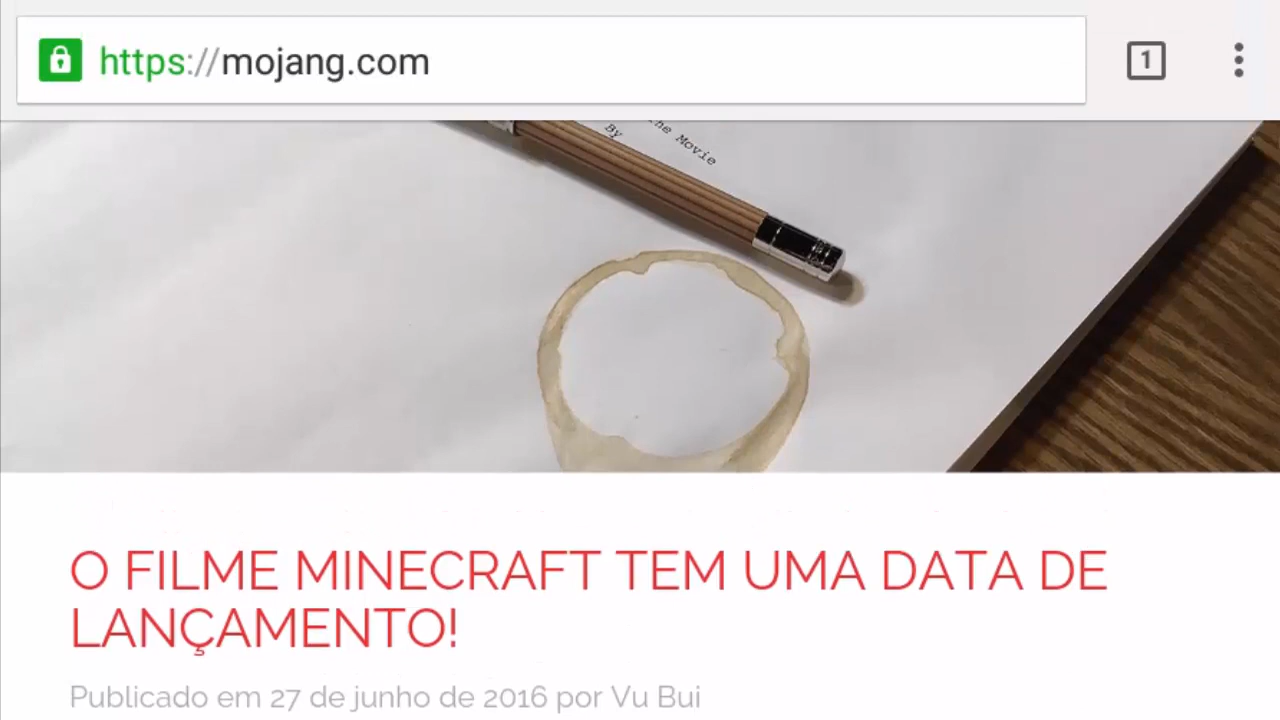 https://mojang.com
1
The Movie
By
O FILME MINECRAFT TEM UMA DATA DE
LANÇAMENTO!
Publicado em 27 de junho de 2016 por Vu Bui